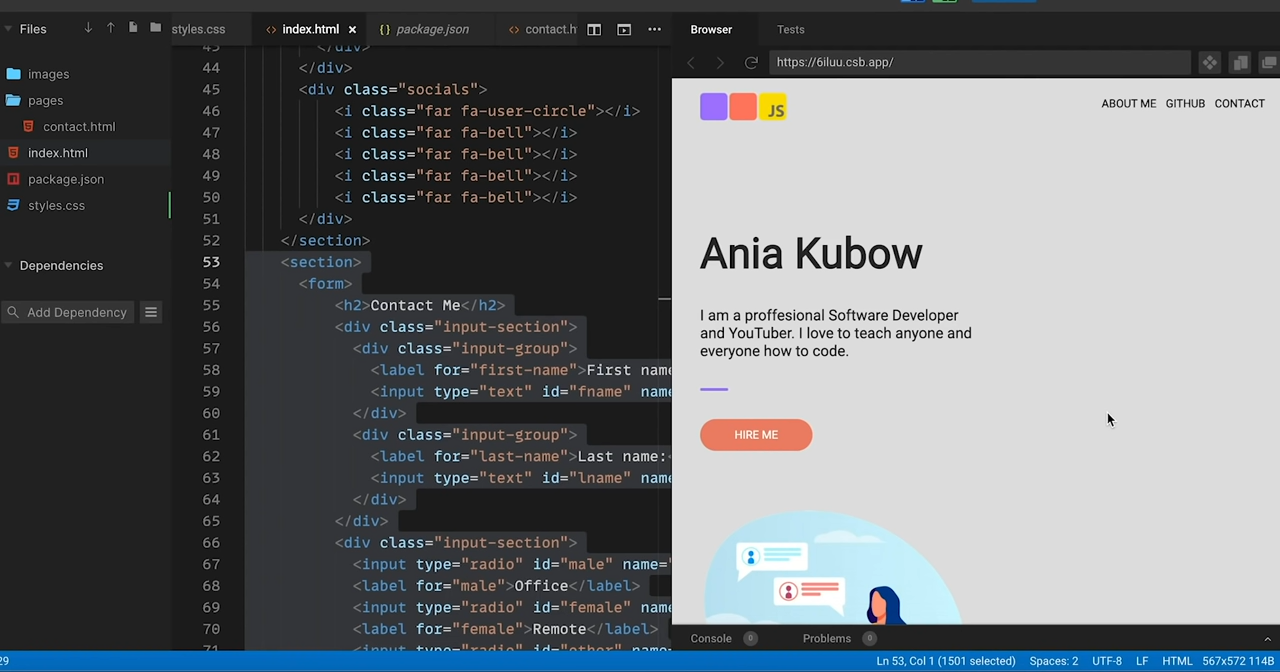 Files
styles.css
index.html
package.json
contact.h
Browser
Tests
images
pages
contact.html
index.html
package.json
styles.css
Dependencies
Add Dependency
https://6iluu.csb.app/
44 </div>
45 <div class="socials">
46 <i class="far fa-user-circle"></i>
47 <i class="far fa-bell"></i>
48 <i class="far fa-bell"></i>
49 <i class="far fa-bell"></i>
50 <i class="far fa-bell"></i>
51 </div>
52 </section>
53 <section>
54 <form>
55 <h2>Contact Me</h2>
56 <div class="input-section">
57 <div class="input-group">
58 <label for="first-name">First name
59 <input type="text" id="fname" name
60 </div>
61 <div class="input-group">
62 <label for="last-name">Last name:
63 <input type="text" id="lname" name
64 </div>
65 </div>
66 <div class="input-section">
67 <input type="radio" id="male" name=
68 <label for="male">Office</label>
69 <input type="radio" id="female" name
70 <label for="female">Remote</label>
JS
ABOUT ME GITHUB CONTACT
Ania Kubow
I am a proffesional Software Developer
and YouTuber. I love to teach anyone and
everyone how to code.
HIRE ME
Console 0
Problems 0
29
Ln 53, Col 1 (1501 selected)
Spaces: 2
UTF-8
LF
HTML
567x572 114B